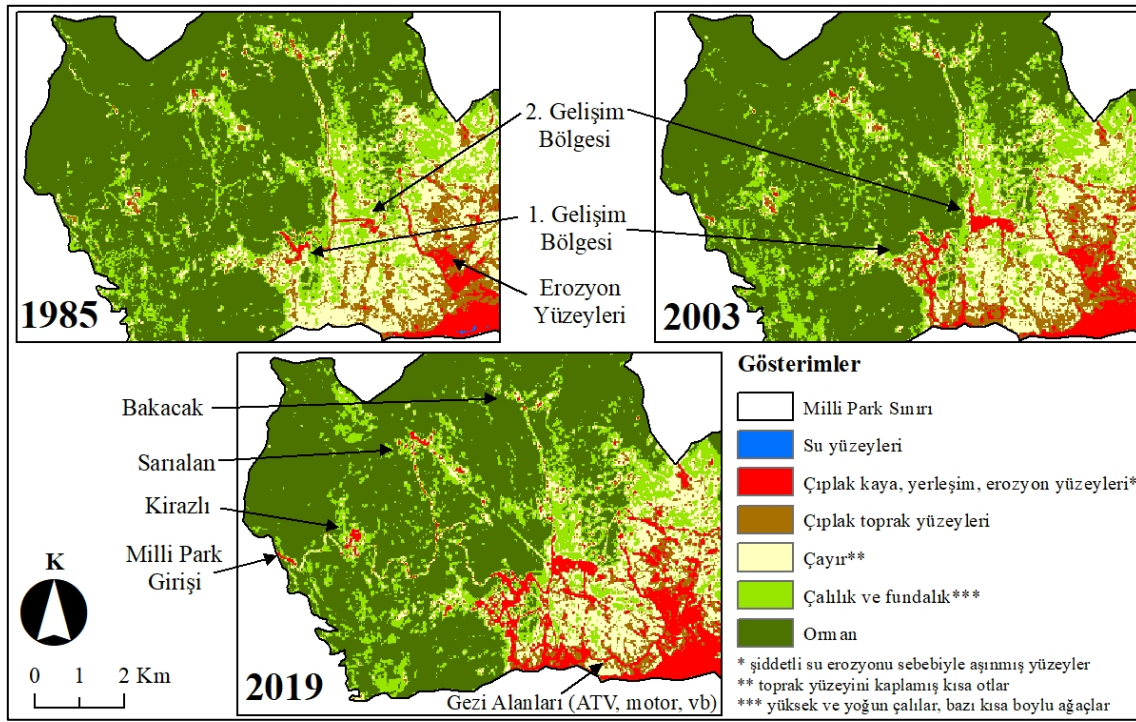 2. Gelişim
Bölgesi
1. Gelişim
Bölgesi
Erozyon
Yüzeyleri
1985
2003
Bakacak
Sarıalan
Kirazlı
Milli Park
Girişi
K
0 1 2 Km
2019
Gezi Alanları (ATV, motor, vb)
Gösterimler
Milli Park Sınırı
Su yüzeyleri
Çıplak kaya, yerleşim, erozyon yüzeyleri*
Çıplak toprak yüzeyleri
Çayır**
Çalılık ve fundalık***
Orman
* şiddetli su erozyonu sebebiyle aşınmış yüzeyler
** toprak yüzeyini kaplamış kısa otlar
*** yüksek ve yoğun çalılar, bazı kısa boylu ağaçlar